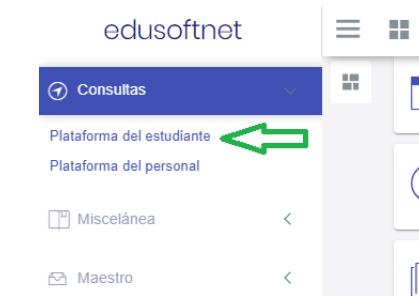 edusoftnet
Consultas
Plataforma del estudiante
Plataforma del personal
Miscelánea
Maestro